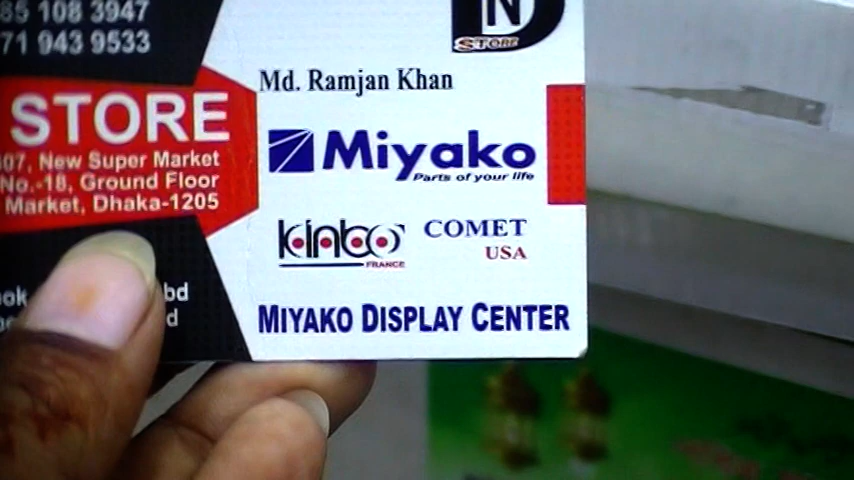 85 108 3947
71 943 9533
STORE
07, New Super Market
No.-18, Ground Floor
Market, Dhaka-1205
bd
d
N
STORE
Md. Ramjan Khan
Miyako
Parts of your life
kinbo
FRANCE
COMET
USA
MIYAKO DISPLAY CENTER